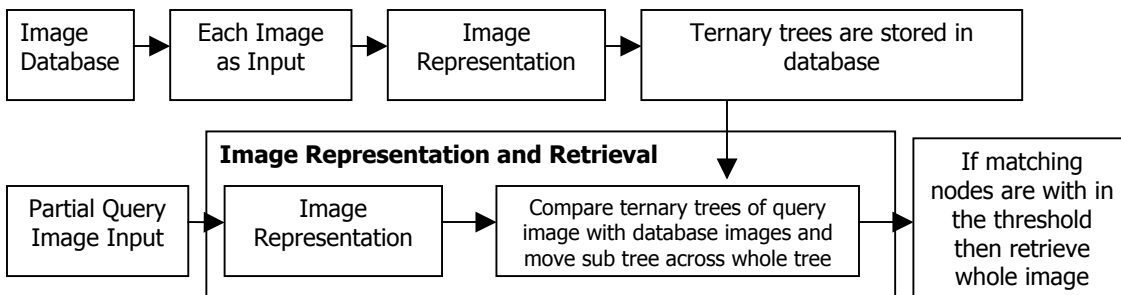 Image
Database
Each Image
as Input
Image
Representation
Ternary trees are stored in
database
Image Representation and Retrieval
Partial Query
Image Input
Image
Representation
Compare ternary trees of query
image with database images and
move sub tree across whole tree
If matching
nodes are with in
the threshold
then retrieve
whole image